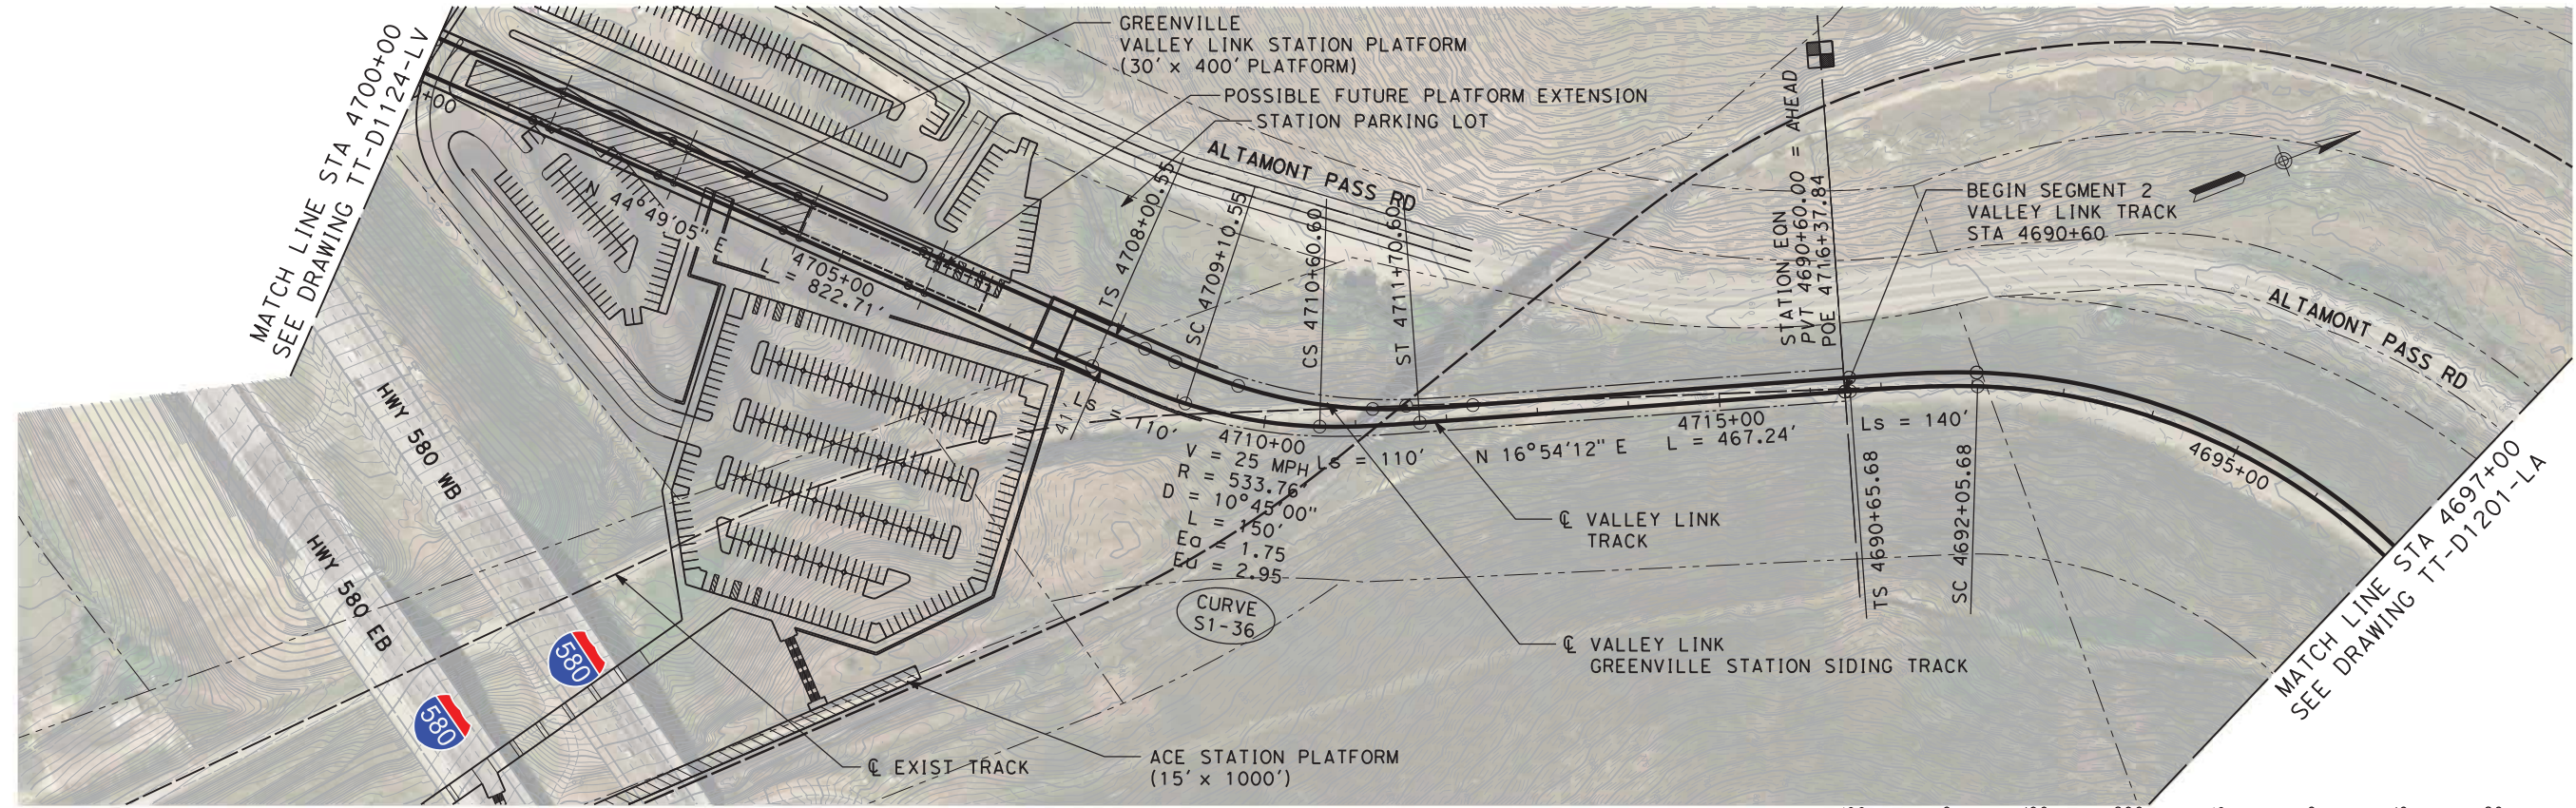 MATCH LINE STA 4700+00
SEE DRAWING TT-D1124-LV
+00
GREENVILLE
VALLEY LINK STATION PLATFORM
(30' x 400' PLATFORM)
POSSIBLE FUTURE PLATFORM EXTENSION
STATION PARKING LOT
ALTAMONT PASS RD
N 44°49'05" E
L = 822.71'
4705+00
TS 4708+00.55
SC 4709+10.55
CS 4710+60.60
ST 4711+70.60
STATION EQN
PVT 4690+60.00 = AHEAD
POE 4716+37.84
BEGIN SEGMENT 2
VALLEY LINK TRACK
STA 4690+60
ALTAMONT PASS RD
41
Ls = 110'
4710+00
V = 25 MPH
R = 533.76'
D = 10°45'00"
L = 150'
Ea = 1.75
Eu = 2.95
CURVE
S1-36
Ls = 110'
N 16°54'12" E
L = 467.24'
4715+00
Ls = 140'
TS 4690+65.68
SC 4692+05.68
4695+00
℄ VALLEY LINK
TRACK
℄ VALLEY LINK
GREENVILLE STATION SIDING TRACK
HWY 580 WB
HWY 580 EB
580
580
℄ EXIST TRACK
ACE STATION PLATFORM
(15' x 1000')
MATCH LINE STA 4697+00
SEE DRAWING TT-D1201-LA